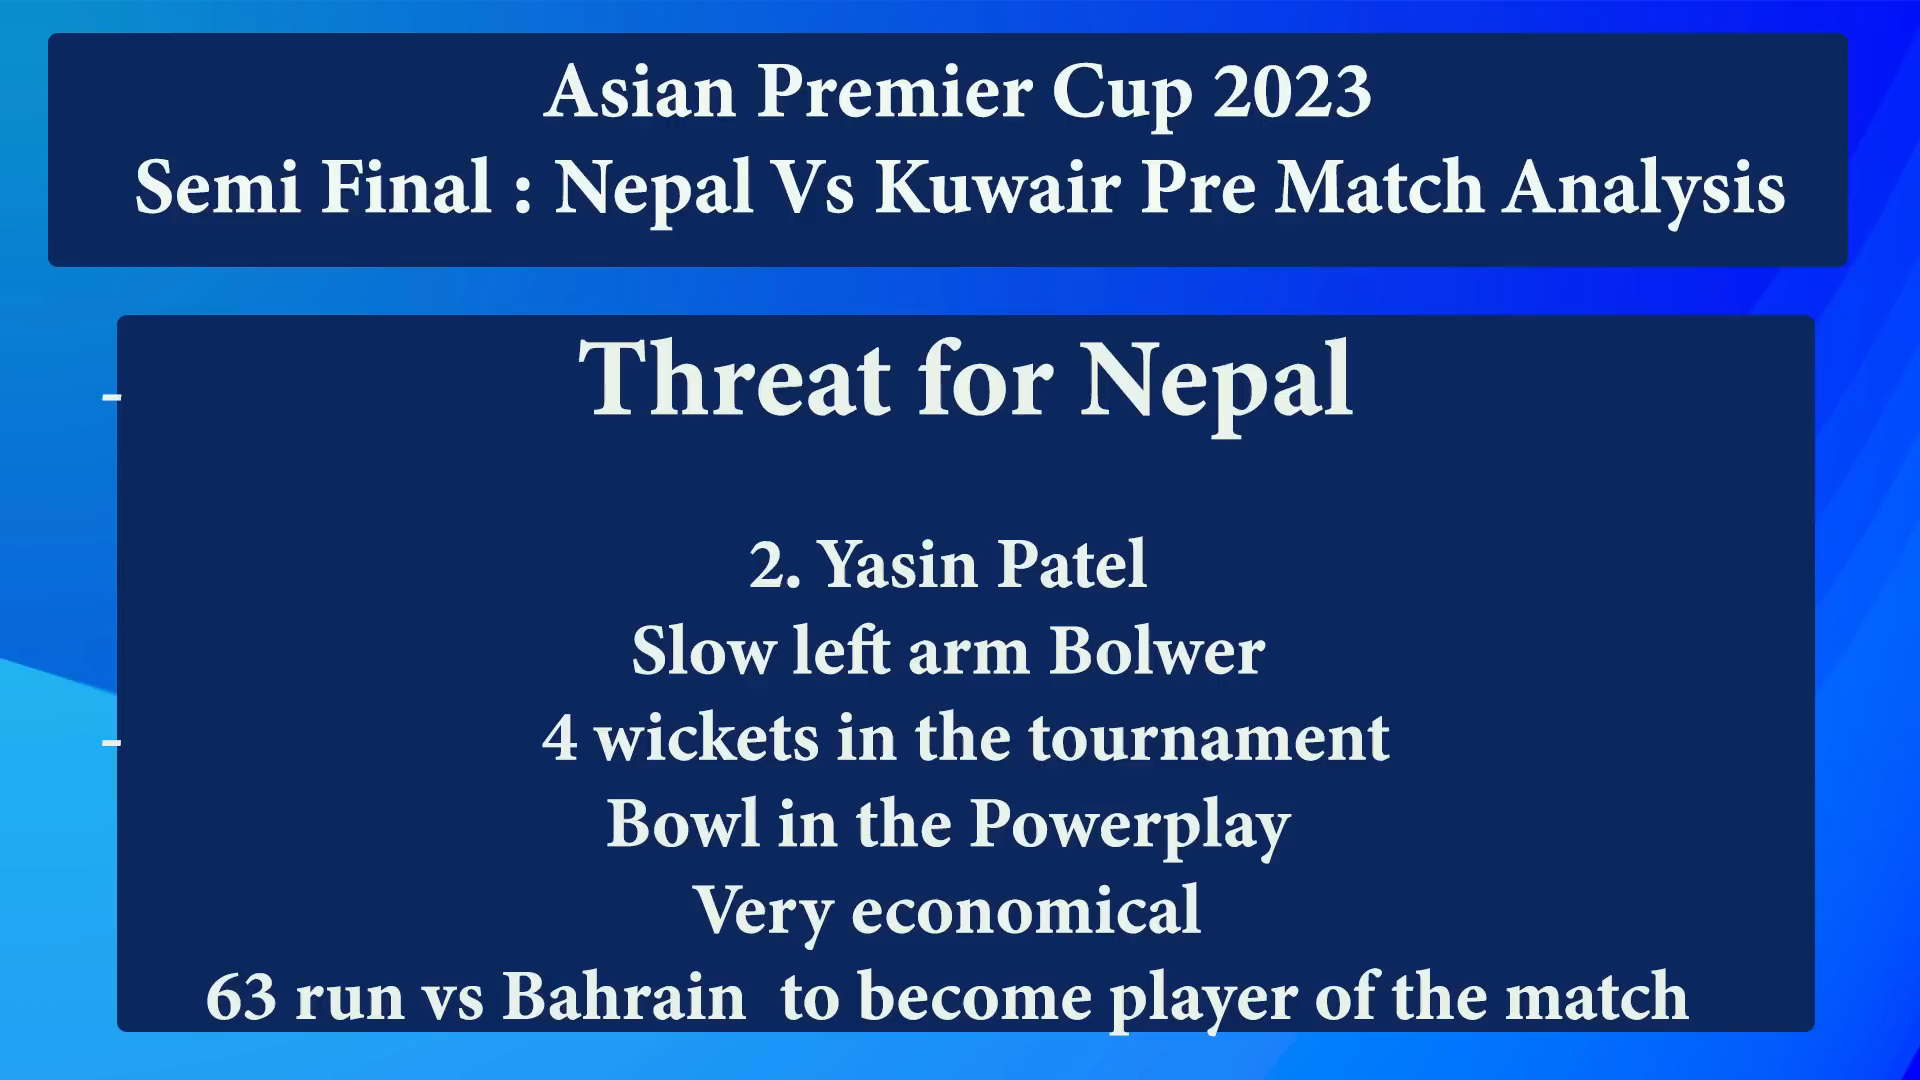 Asian Premier Cup 2023
Semi Final : Nepal Vs Kuwair Pre Match Analysis
Threat for Nepal
-
2. Yasin Patel
Slow left arm Bolwer
4 wickets in the tournament
-
Bowl in the Powerplay
Very economical
63 run vs Bahrain to become player of the match